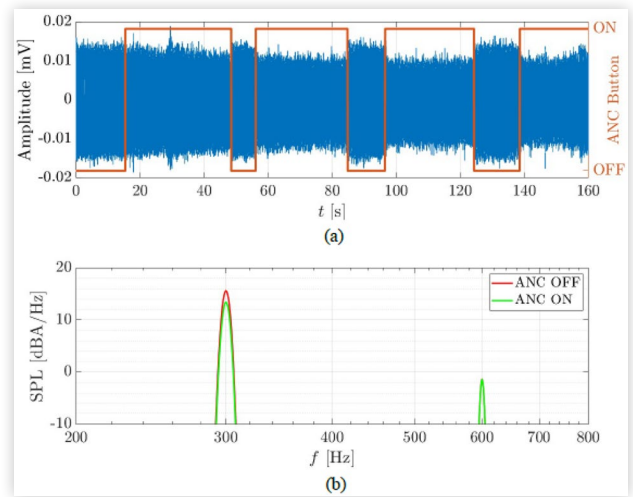 0.02
0.01
0
-0.01
-0.02
Amplitude [mV]
ON
ANC Button
OFF
0 20 40 60 80 100 120 140 160
t [s]
(a)
20
10
0
-10
SPL [dBA/Hz]
ANC OFF
ANC ON
200 300 400 500 600 700 800
f [Hz]
(b)